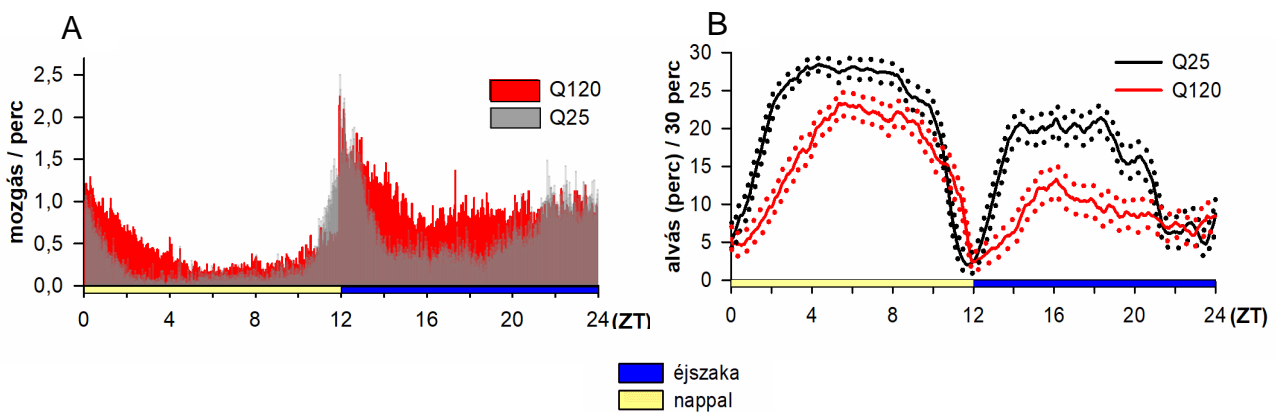 A
mozgás / perc
2,5
2,0
1,5
1,0
0,5
0,0
Q120
Q25
0 4 8 12 16 20 24 (ZT)
B
alvás (perc) / 30 perc
30
25
20
15
10
5
0
Q25
Q120
0 4 8 12 16 20 24 (ZT)
éjszaka
nappal